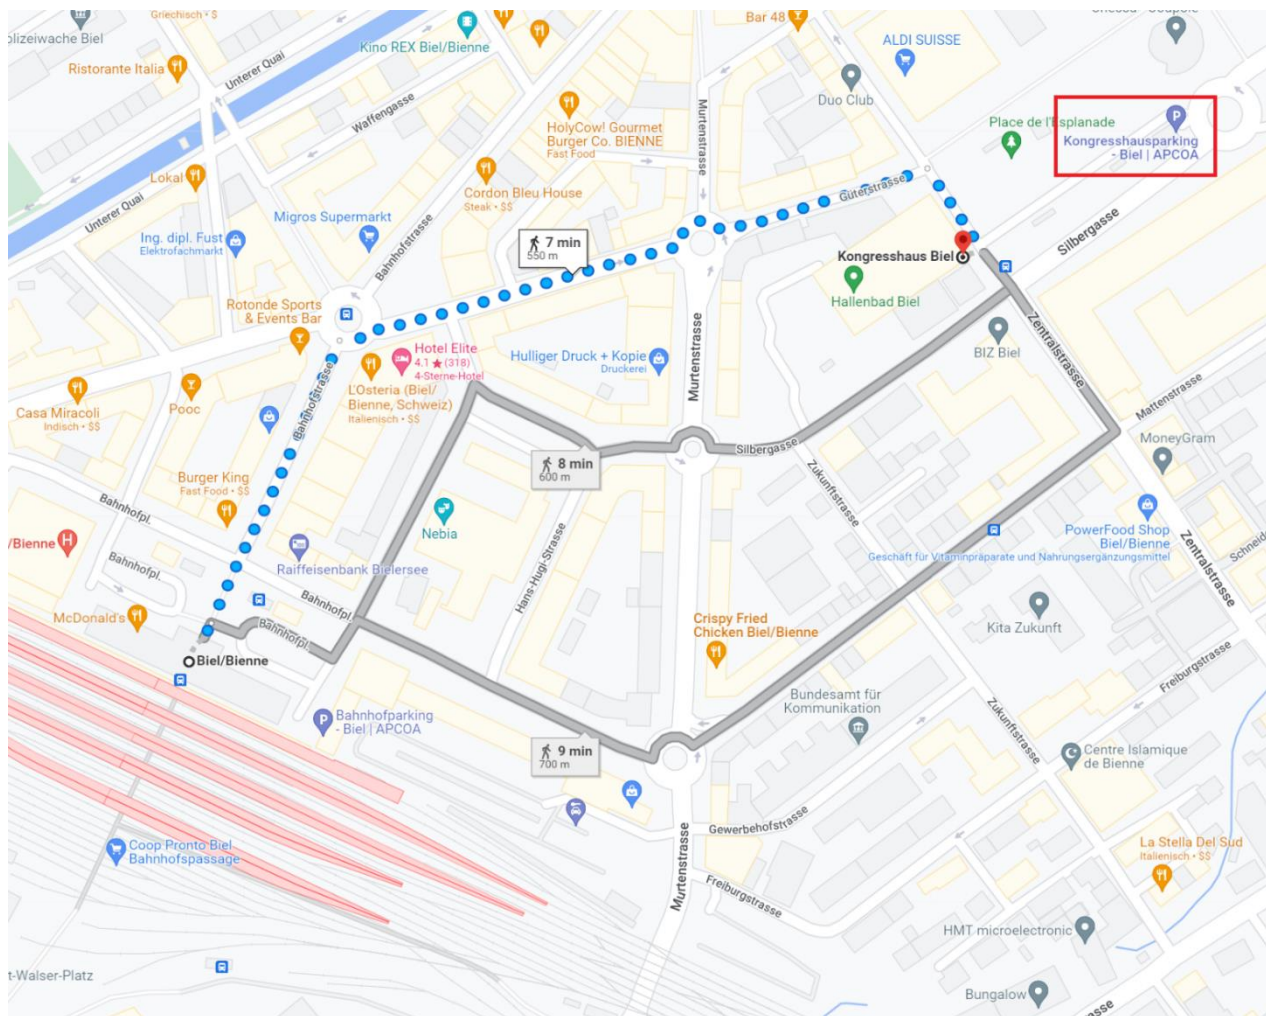 Griechisch • $
olizeiwache Biel
Kino REX Biel/Bienne
Bar 48
ALDI SUISSE
Ristorante Italia
Unterer Quai
Waffengasse
Duo Club
HolyCow! Gourmet
Burger Co. BIENNE
Fast Food
Murtenstrasse
Place de l'Esplanade
Kongresshausparking
- Biel | APCOA
Lokal
Cordon Bleu House
Steak • $$
Güterstrasse
Unterer Quai
Migros Supermarkt
Ing. dipl. Fust
Elektrofachmarkt
Bahnhofstrasse
7 min
550 m
Silbergasse
Kongresshaus Biel
Hallenbad Biel
Rotonde Sports
& Events Bar
Hotel Elite
4.1 ★ (318)
4-Sterne-Hotel
Hulliger Druck + Kopie
Druckerei
Murtenstrasse
BIZ Biel
Zentralstrasse
L'Osteria (Biel/
Bienne, Schweiz)
Italienisch • $$
Casa Miracoli
Indisch • $$
Pooc
Bahnhofstrasse
Mattenstrasse
MoneyGram
Silbergasse
8 min
600 m
Zukunftstrasse
Burger King
Fast Food • $$
Bahnhofpl.
Nebia
PowerFood Shop
Biel/Bienne
Geschäft für Vitaminpräparate und Nahrungsergänzungsmittel
Zentralstrasse
/Bienne
H
Bahnhofpl.
Raiffeisenbank Bielersee
Hans-Hugi-Strasse
Bahnhofpl.
McDonald's
Bahnhofpl.
Crispy Fried
Chicken Biel/Bienne
Kita Zukunft
Biel/Bienne
Freiburgstrasse
Bundesamt für
Kommunikation
Bahnhofparking
- Biel | APCOA
Zukunftstrasse
9 min
700 m
Centre Islamique
de Bienne
Gewerbehofstrasse
Coop Pronto Biel
Bahnhofspassage
Murtenstrasse
La Stella Del Sud
Italienisch • $$
Freiburgstrasse
HMT microelectronic
t-Walser-Platz
Bungalow